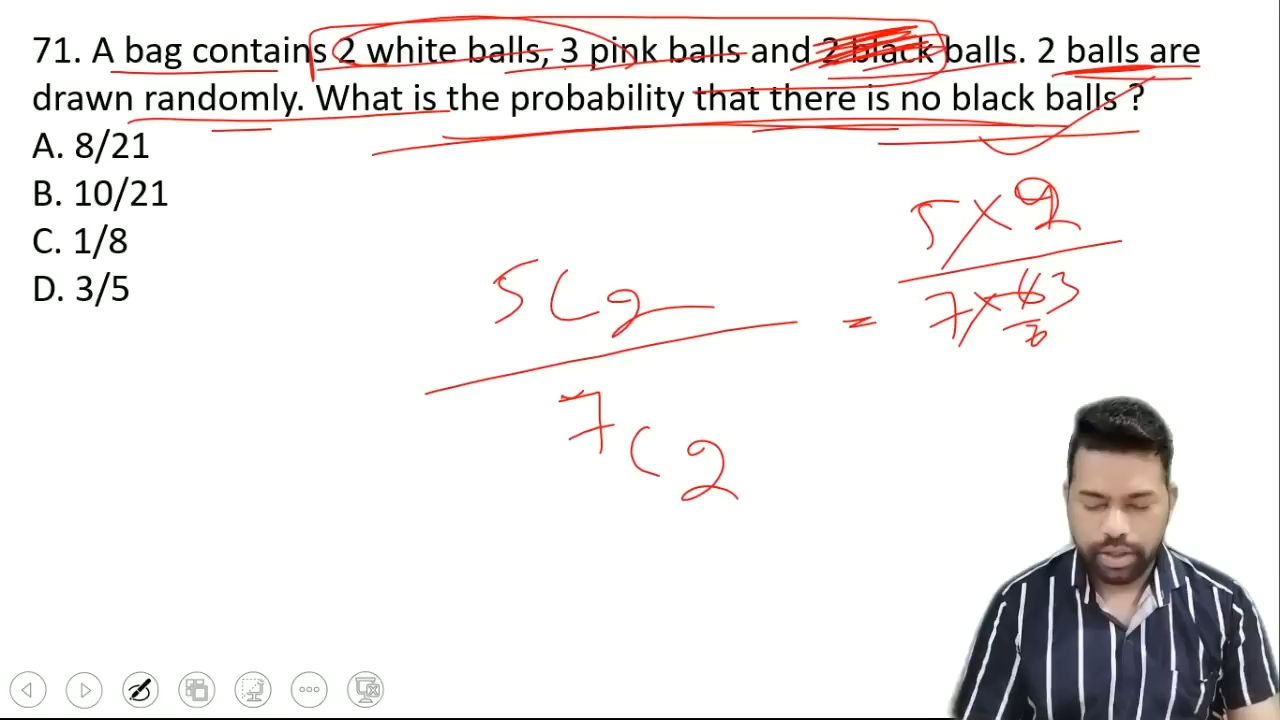 71. A bag contains 2 white balls, 3 pink balls and 2 black balls. 2 balls are
drawn randomly. What is the probability that there is no black balls ?
A. 8/21
B. 10/21
C. 1/8
D. 3/5
5C2
7C2
=
5 x 2
7 x 6 3